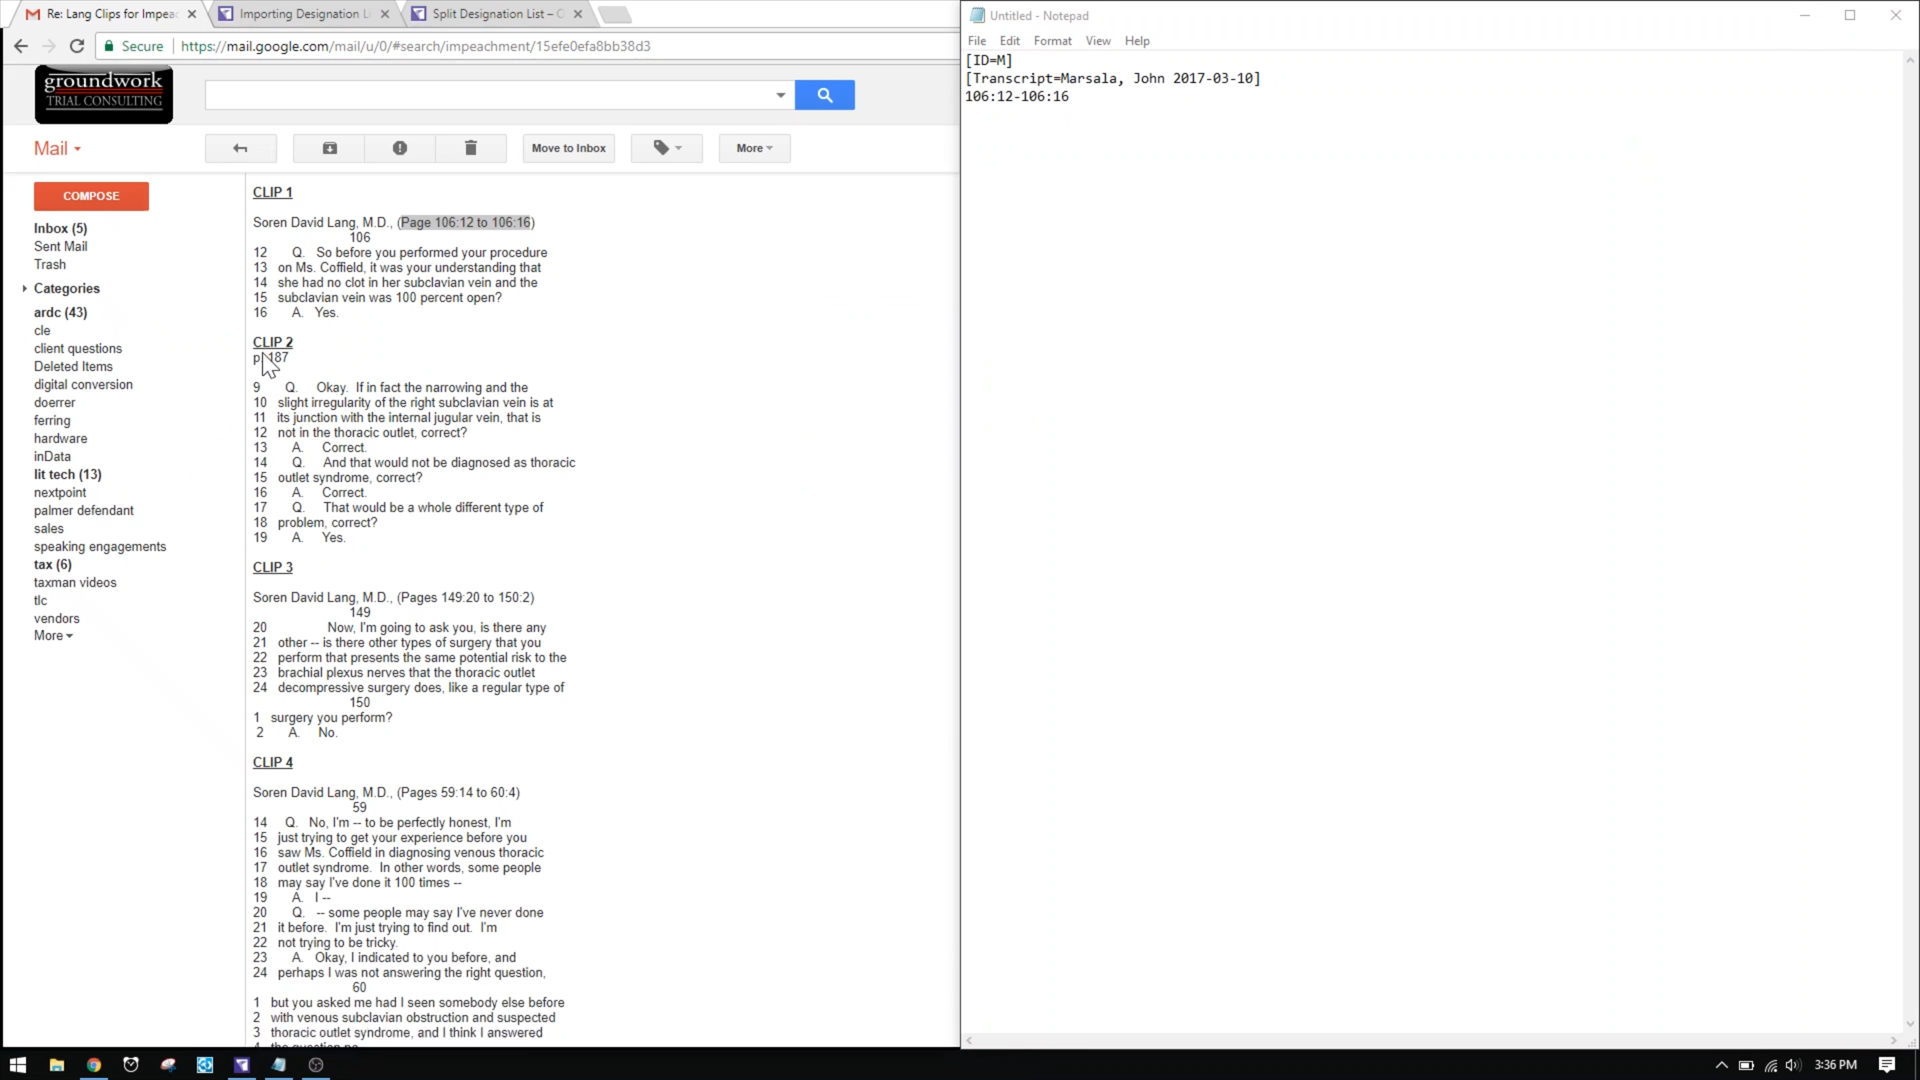 Re: Lang Clips for Impeac
Importing Designation Li
Split Designation List – O
Untitled - Notepad
Secure
https://mail.google.com/mail/u/0/#search/impeachment/15efe0efa8bb38d3
File Edit Format View Help
[ID=M]
[Transcript=Marsala, John 2017-03-10]
106:12-106:16
groundwork
TRIAL CONSULTING
Mail
Move to Inbox
More
COMPOSE
Inbox (5)
Sent Mail
Trash
Categories
ardc (43)
cle
client questions
Deleted Items
digital conversion
doerrer
ferring
hardware
inData
lit tech (13)
nextpoint
palmer defendant
sales
speaking engagements
tax (6)
taxman videos
tlc
vendors
More
CLIP 1
Soren David Lang, M.D., (Page 106:12 to 106:16)
106
12 Q. So before you performed your procedure
13 on Ms. Coffield, it was your understanding that
14 she had no clot in her subclavian vein and the
15 subclavian vein was 100 percent open?
16 A. Yes.
CLIP 2
187
9 Q. Okay. If in fact the narrowing and the
10 slight irregularity of the right subclavian vein is at
11 its junction with the internal jugular vein, that is
12 not in the thoracic outlet, correct?
13 A. Correct.
14 Q. And that would not be diagnosed as thoracic
15 outlet syndrome, correct?
16 A. Correct.
17 Q. That would be a whole different type of
18 problem, correct?
19 A. Yes.
CLIP 3
Soren David Lang, M.D., (Pages 149:20 to 150:2)
149
20 Now, I'm going to ask you, is there any
21 other -- is there other types of surgery that you
22 perform that presents the same potential risk to the
23 brachial plexus nerves that the thoracic outlet
24 decompressive surgery does, like a regular type of
150
1 surgery you perform?
2 A. No.
CLIP 4
Soren David Lang, M.D., (Pages 59:14 to 60:4)
59
14 Q. No, I'm -- to be perfectly honest, I'm
15 just trying to get your experience before you
16 saw Ms. Coffield in diagnosing venous thoracic
17 outlet syndrome. In other words, some people
18 may say I've done it 100 times --
19 A. I --
20 Q. -- some people may say I've never done
21 it before. I'm just trying to find out. I'm
22 not trying to be tricky.
23 A. Okay, I indicated to you before, and
24 perhaps I was not answering the right question,
60
1 but you asked me had I seen somebody else before
2 with venous subclavian obstruction and suspected
3 thoracic outlet syndrome, and I think I answered
3:36 PM